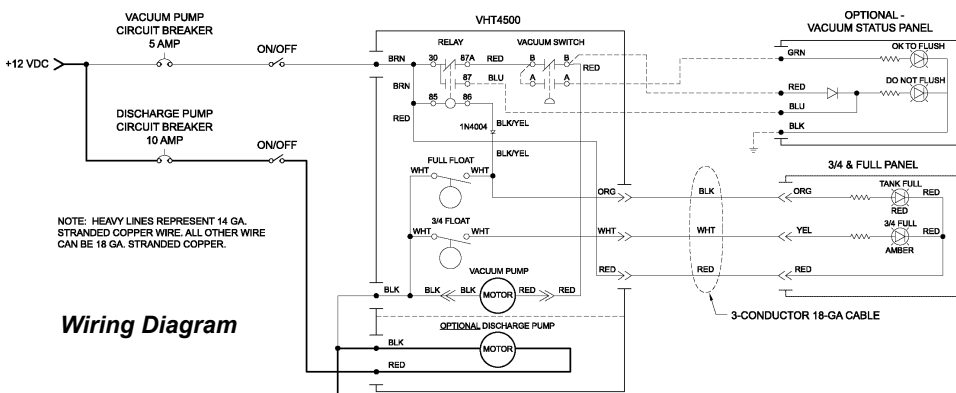 VACUUM PUMP
CIRCUIT BREAKER
5 AMP
ON/OFF
+12 VDC
DISCHARGE PUMP
CIRCUIT BREAKER
10 AMP
ON/OFF
NOTE: HEAVY LINES REPRESENT 14 GA.
STRANDED COPPER WIRE. ALL OTHER WIRE
CAN BE 18 GA. STRANDED COPPER.
Wiring Diagram
VHT4500
RELAY
VACUUM SWITCH
BRN
30
87A
RED
B
B
RED
87
BLU
A
A
BRN
85
86
RED
BLK/YEL
1N4004
BLK/YEL
FULL FLOAT
WHT
WHT
ORG
3/4 FLOAT
WHT
WHT
WHT
RED
VACUUM PUMP
BLK
BLK
BLK
MOTOR
RED
RED
OPTIONAL DISCHARGE PUMP
BLK
MOTOR
RED
BLK
WHT
RED
3-CONDUCTOR 18-GA CABLE
OPTIONAL -
VACUUM STATUS PANEL
GRN
OK TO FLUSH
RED
DO NOT FLUSH
BLU
BLK
3/4 & FULL PANEL
ORG
TANK FULL
RED
RED
YEL
3/4 FULL
RED
AMBER
RED